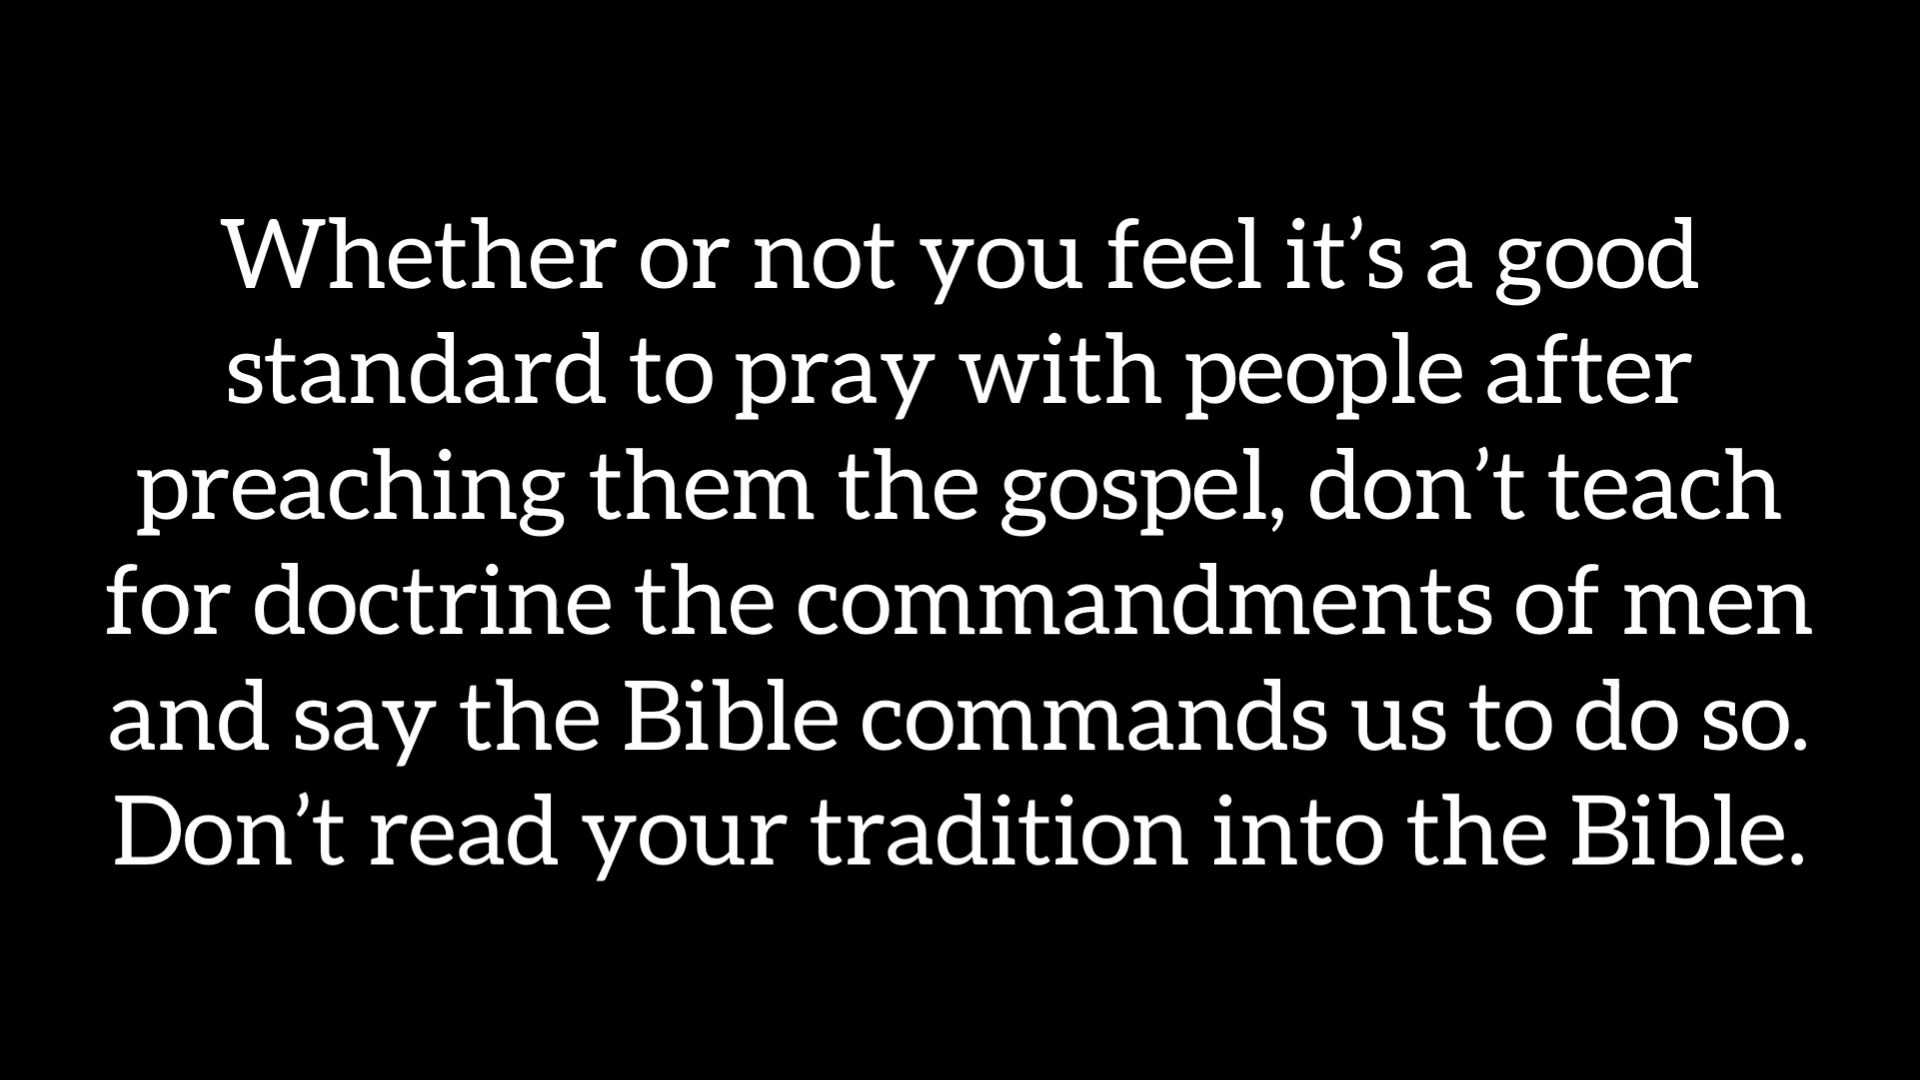 Whether or not you feel it’s a good
standard to pray with people after
preaching them the gospel, don’t teach
for doctrine the commandments of men
and say the Bible commands us to do so.
Don’t read your tradition into the Bible.